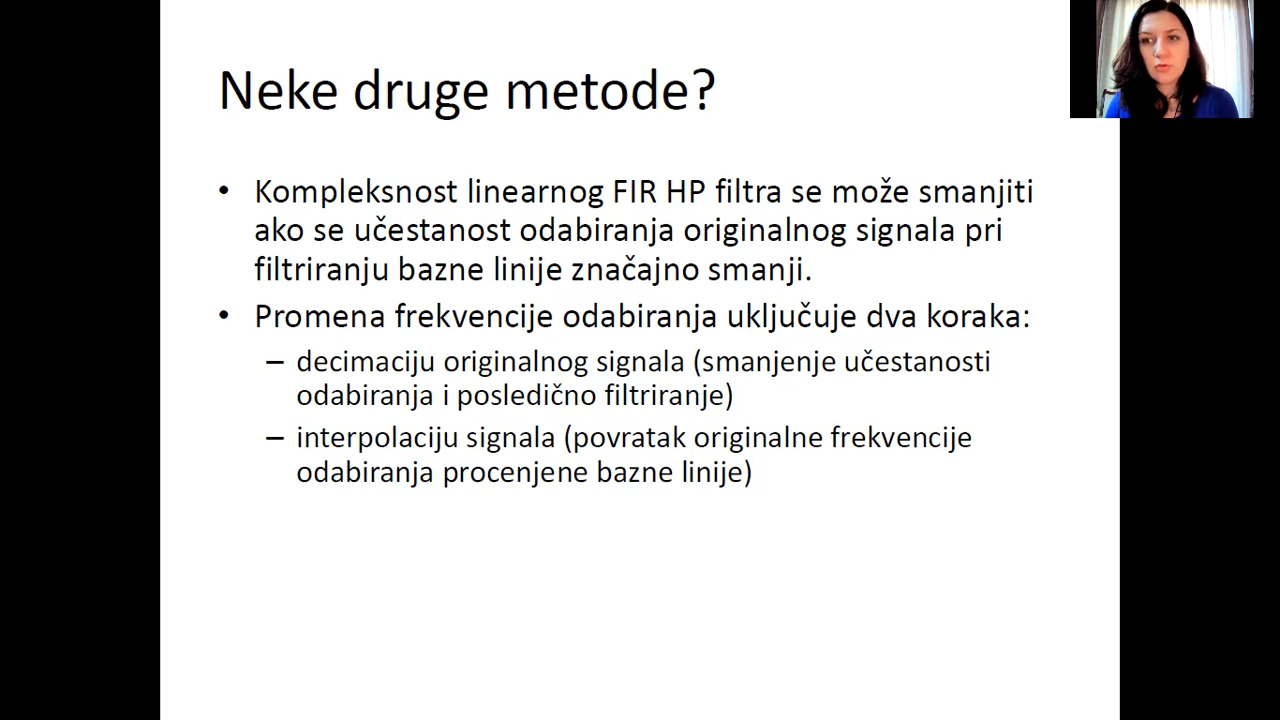 Neke druge metode?
• Kompleksnost linearnog FIR HP filtra se može smanjiti
ako se učestanost odabiranja originalnog signala pri
filtriranju bazne linije značajno smanji.
• Promena frekvencije odabiranja uključuje dva koraka:
– decimaciju originalnog signala (smanjenje učestanosti
odabiranja i posledično filtriranje)
– interpolaciju signala (povratak originalne frekvencije
odabiranja procenjene bazne linije)